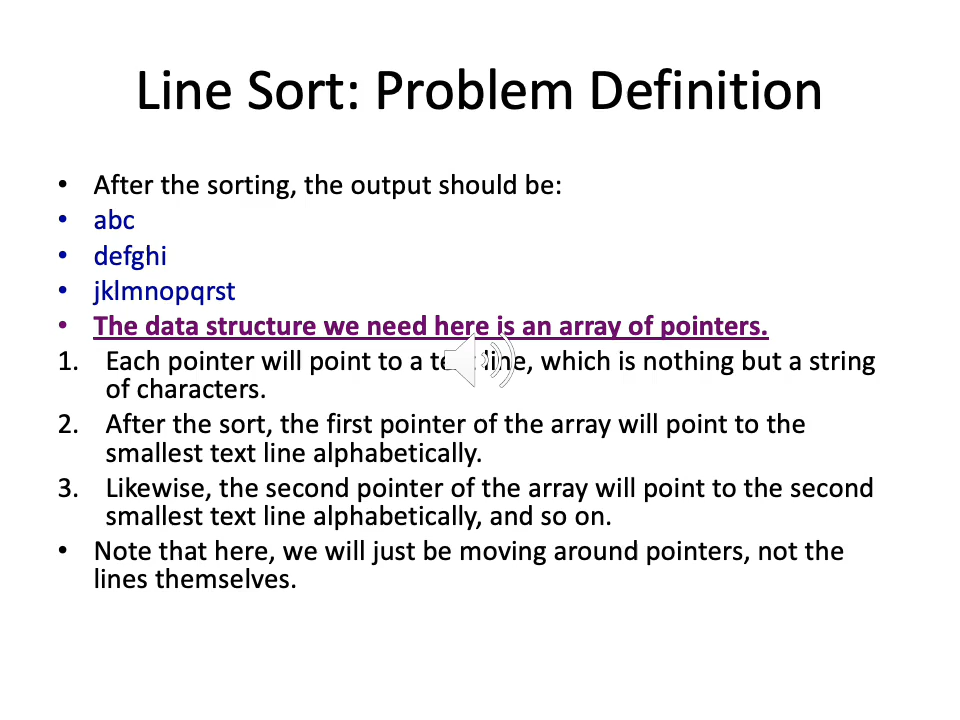 Line Sort: Problem Definition
• After the sorting, the output should be:
• abc
• defghi
• jklmnopqrst
• The data structure we need here is an array of pointers.
1. Each pointer will point to a text line, which is nothing but a string
of characters.
2. After the sort, the first pointer of the array will point to the
smallest text line alphabetically.
3. Likewise, the second pointer of the array will point to the second
smallest text line alphabetically, and so on.
• Note that here, we will just be moving around pointers, not the
lines themselves.